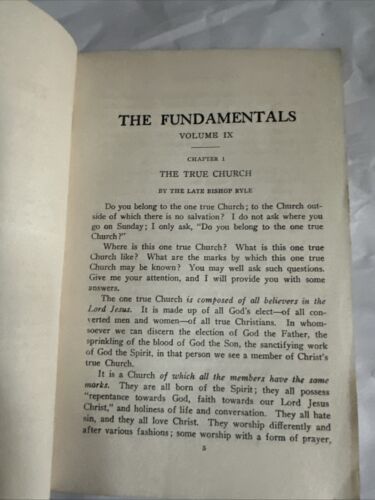 THE FUNDAMENTALS
VOLUME IX
CHAPTER 1
THE TRUE CHURCH
BY THE LATE BISHOP RYLE
Do you belong to the one true Church; to the Church out-
side of which there is no salvation? I do not ask where you
go on Sunday; I only ask, "Do you belong to the one true
Church?"
Where is this one true Church? What is this one true
Church like? What are the marks by which this one true
Church may be known? You may well ask such questions.
Give me your attention, and I will provide you with some
answers.
The one true Church is composed of all believers in the
Lord Jesus. It is made up of all God's elect—of all con-
verted men and women—of all true Christians. In whom-
soever we can discern the election of God the Father, the
sprinkling of the blood of God the Son, the sanctifying work
of God the Spirit, in that person we see a member of Christ's
true Church.
It is a Church of which all the members have the same
marks. They are all born of the Spirit; they all possess
"repentance towards God, faith towards our Lord Jesus
Christ," and holiness of life and conversation. They all hate
sin, and they all love Christ. They worship differently and
after various fashions; some worship with a form of prayer,
5